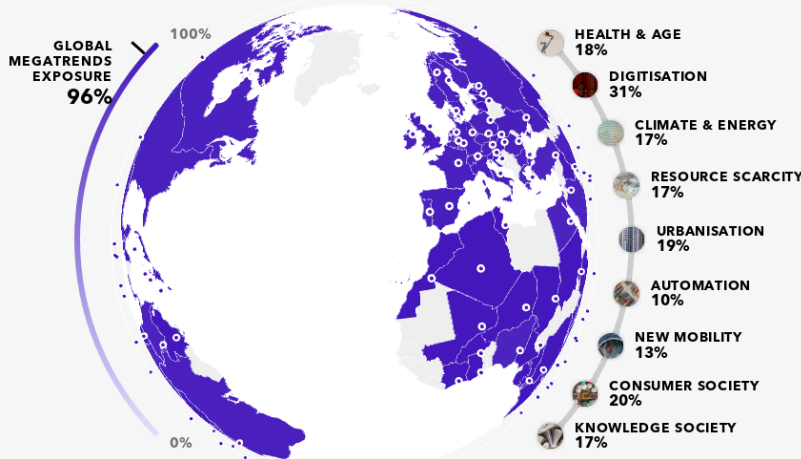 GLOBAL
MEGATRENDS
EXPOSURE
96%
100%
0%
HEALTH & AGE
18%
DIGITISATION
31%
CLIMATE & ENERGY
17%
RESOURCE SCARCITY
17%
URBANISATION
19%
AUTOMATION
10%
NEW MOBILITY
13%
CONSUMER SOCIETY
20%
KNOWLEDGE SOCIETY
17%